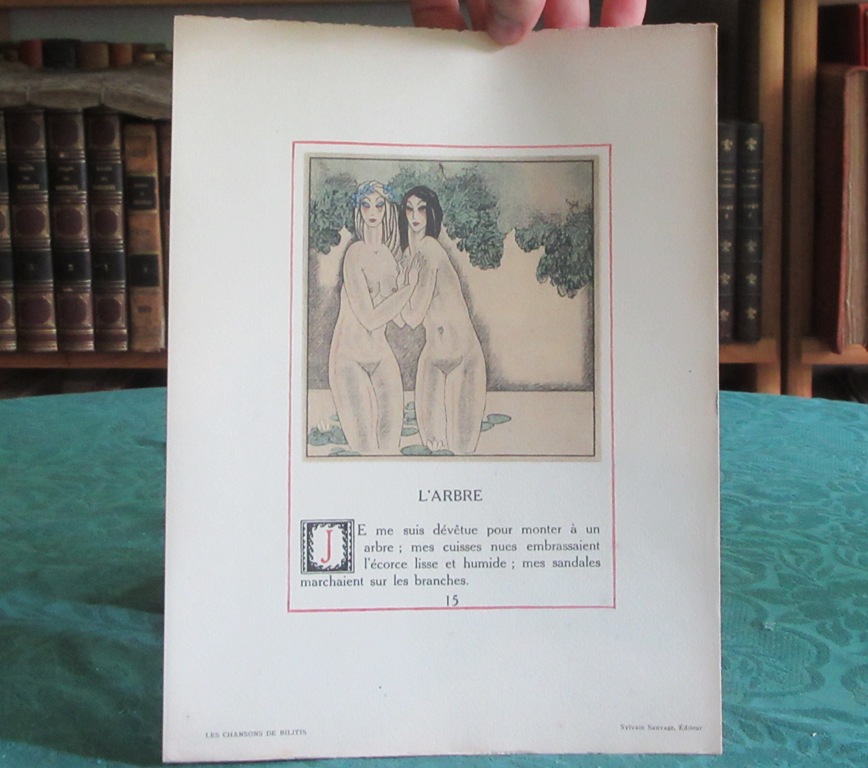 L'ARBRE
JE me suis dévêtue pour monter à un
arbre ; mes cuisses nues embrassaient
l'écorce lisse et humide ; mes sandales
marchaient sur les branches.
15
LES CHANSONS DE BILITIS
Sylvain Sauvage, Éditeur